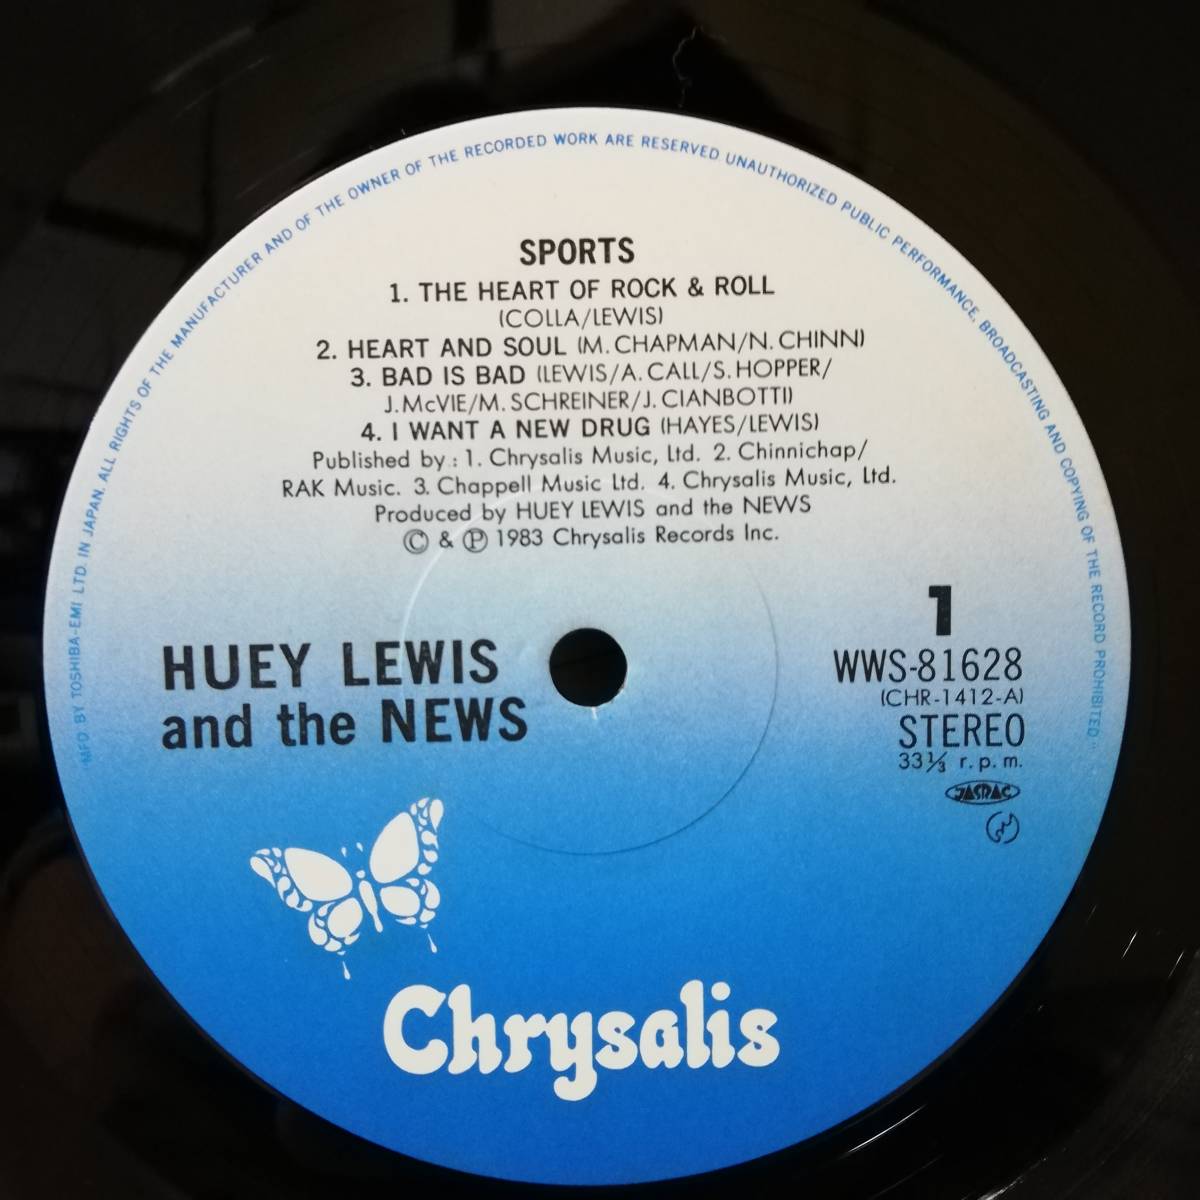 "MFD BY TOSHIBA-EMI LTD. IN JAPAN. ALL RIGHTS OF THE MANUFACTURER AND OF THE OWNER OF THE RECORDED WORK ARE RESERVED UNAUTHORIZED PUBLIC PERFORMANCE, BROADCASTING AND COPYING OF THE RECORD PROHIBITED."
SPORTS
1. THE HEART OF ROCK & ROLL
(COLLA/LEWIS)
2. HEART AND SOUL (M. CHAPMAN/N. CHINN)
3. BAD IS BAD (LEWIS/A. CALL/S. HOPPER/
J. McVIE/M. SCHREINER/J. CIANBOTTI)
4. I WANT A NEW DRUG (HAYES/LEWIS)
Published by : 1. Chrysalis Music, Ltd. 2. Chinnichap/
RAK Music. 3. Chappell Music Ltd. 4. Chrysalis Music, Ltd.
Produced by HUEY LEWIS and the NEWS
© & ℗ 1983 Chrysalis Records Inc.
HUEY LEWIS
and the NEWS
1
WWS-81628
(CHR-1412-A)
STEREO
33⅓ r.p.m.
JASRAC
Chrysalis